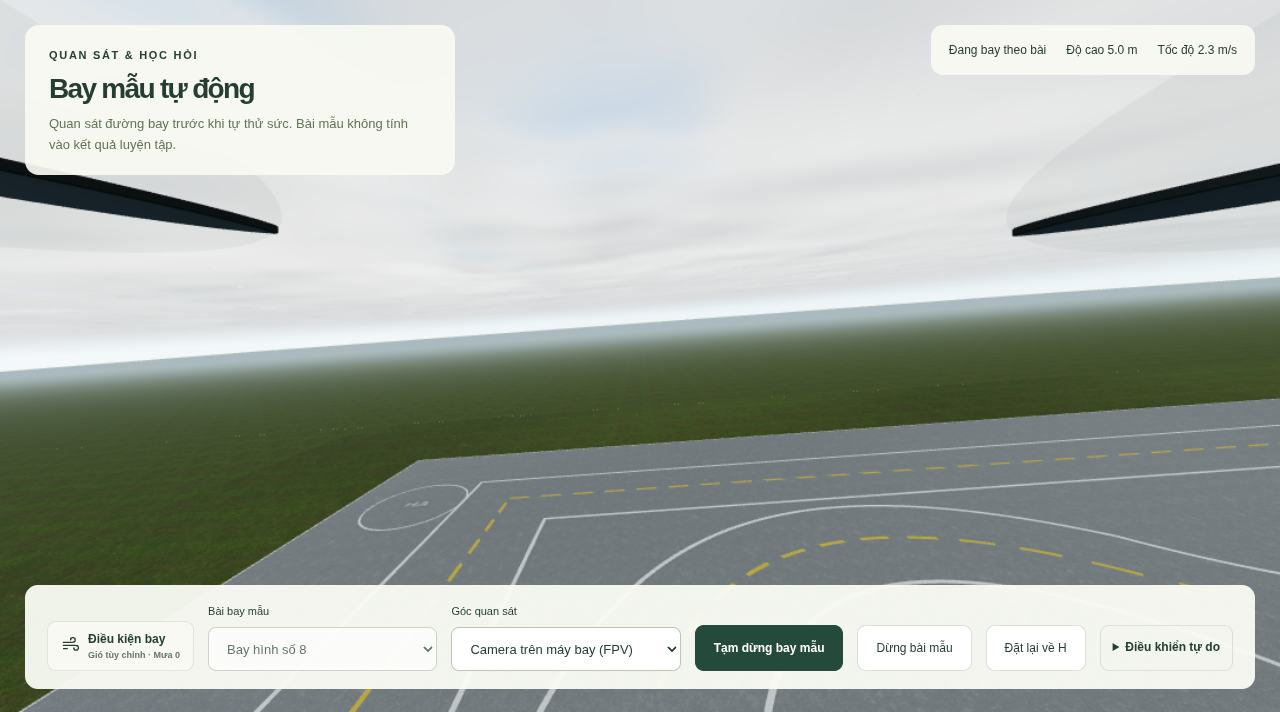 QUAN SÁT & HỌC HỎI
Bay mẫu tự động
Quan sát đường bay trước khi tự thử sức. Bài mẫu không tính
vào kết quả luyện tập.
Đang bay theo bài Độ cao 5.0 m Tốc độ 2.3 m/s
Điều kiện bay
Gió tùy chỉnh · Mưa 0
Bài bay mẫu
Bay hình số 8
Góc quan sát
Camera trên máy bay (FPV)
Tạm dừng bay mẫu
Dừng bài mẫu
Đặt lại về H
Điều khiển tự do